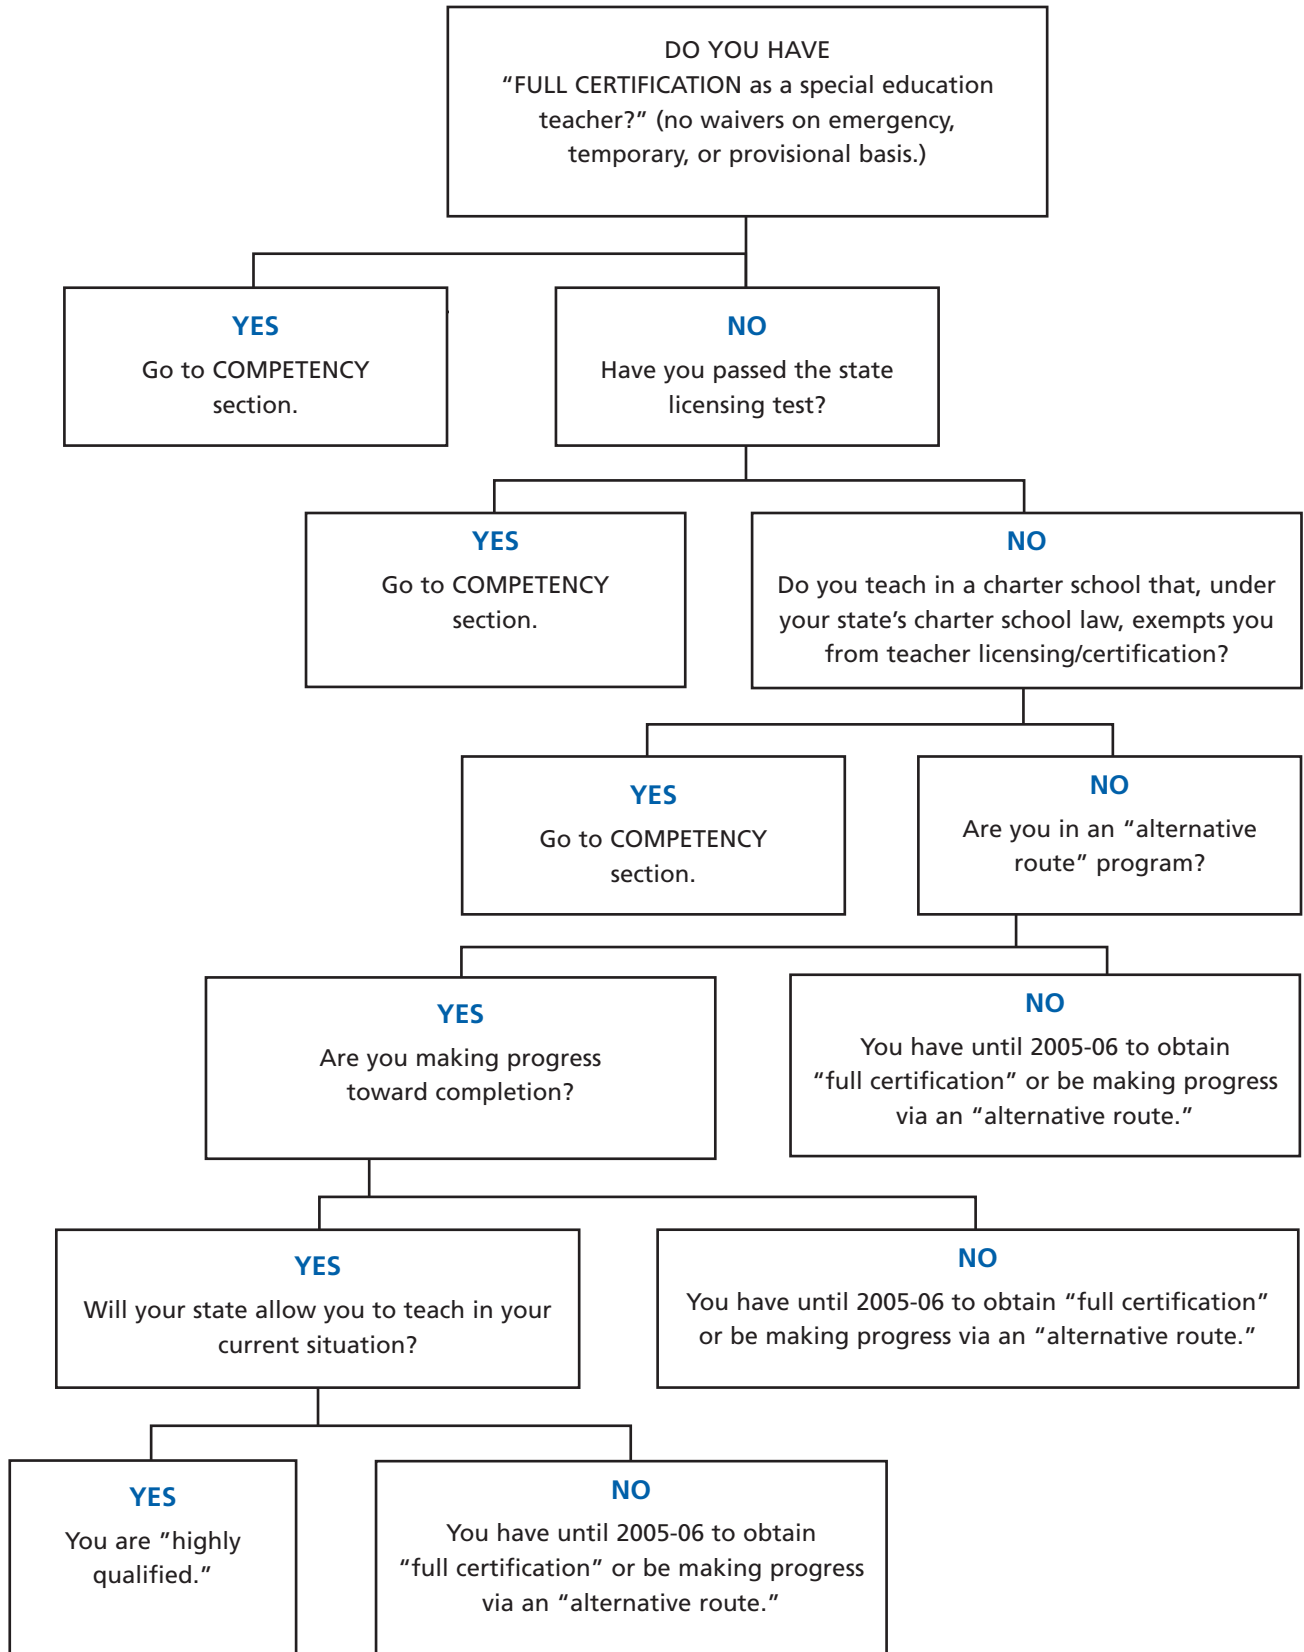 DO YOU HAVE
“FULL CERTIFICATION as a special education
teacher?” (no waivers on emergency,
temporary, or provisional basis.)
YES
Go to COMPETENCY
section.
NO
Have you passed the state
licensing test?
YES
Go to COMPETENCY
section.
NO
Do you teach in a charter school that, under
your state’s charter school law, exempts you
from teacher licensing/certification?
YES
Go to COMPETENCY
section.
NO
Are you in an “alternative
route” program?
YES
Are you making progress
toward completion?
NO
You have until 2005-06 to obtain
“full certification” or be making progress
via an “alternative route.”
YES
Will your state allow you to teach in your
current situation?
NO
You have until 2005-06 to obtain “full certification”
or be making progress via an “alternative route.”
YES
You are ”highly
qualified.”
NO
You have until 2005-06 to obtain
“full certification” or be making progress
via an “alternative route.”